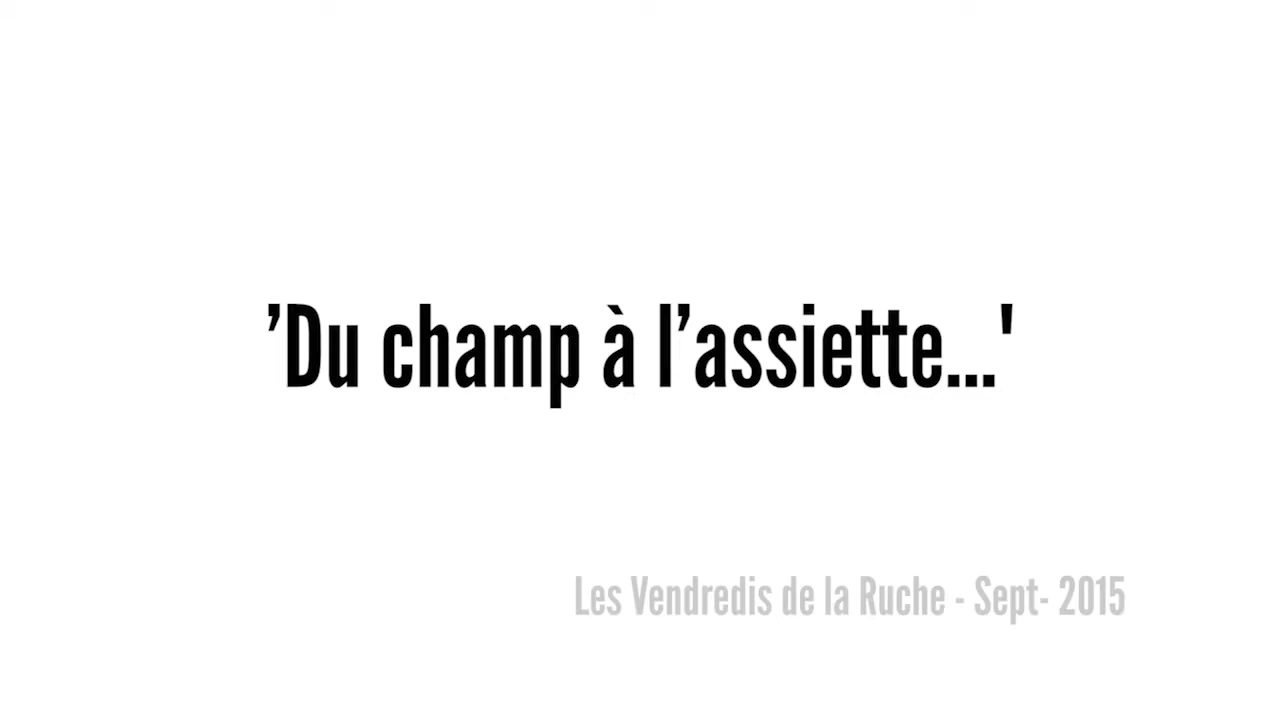 ’Du champ à l’assiette...'
Les Vendredis de la Ruche - Sept- 2015